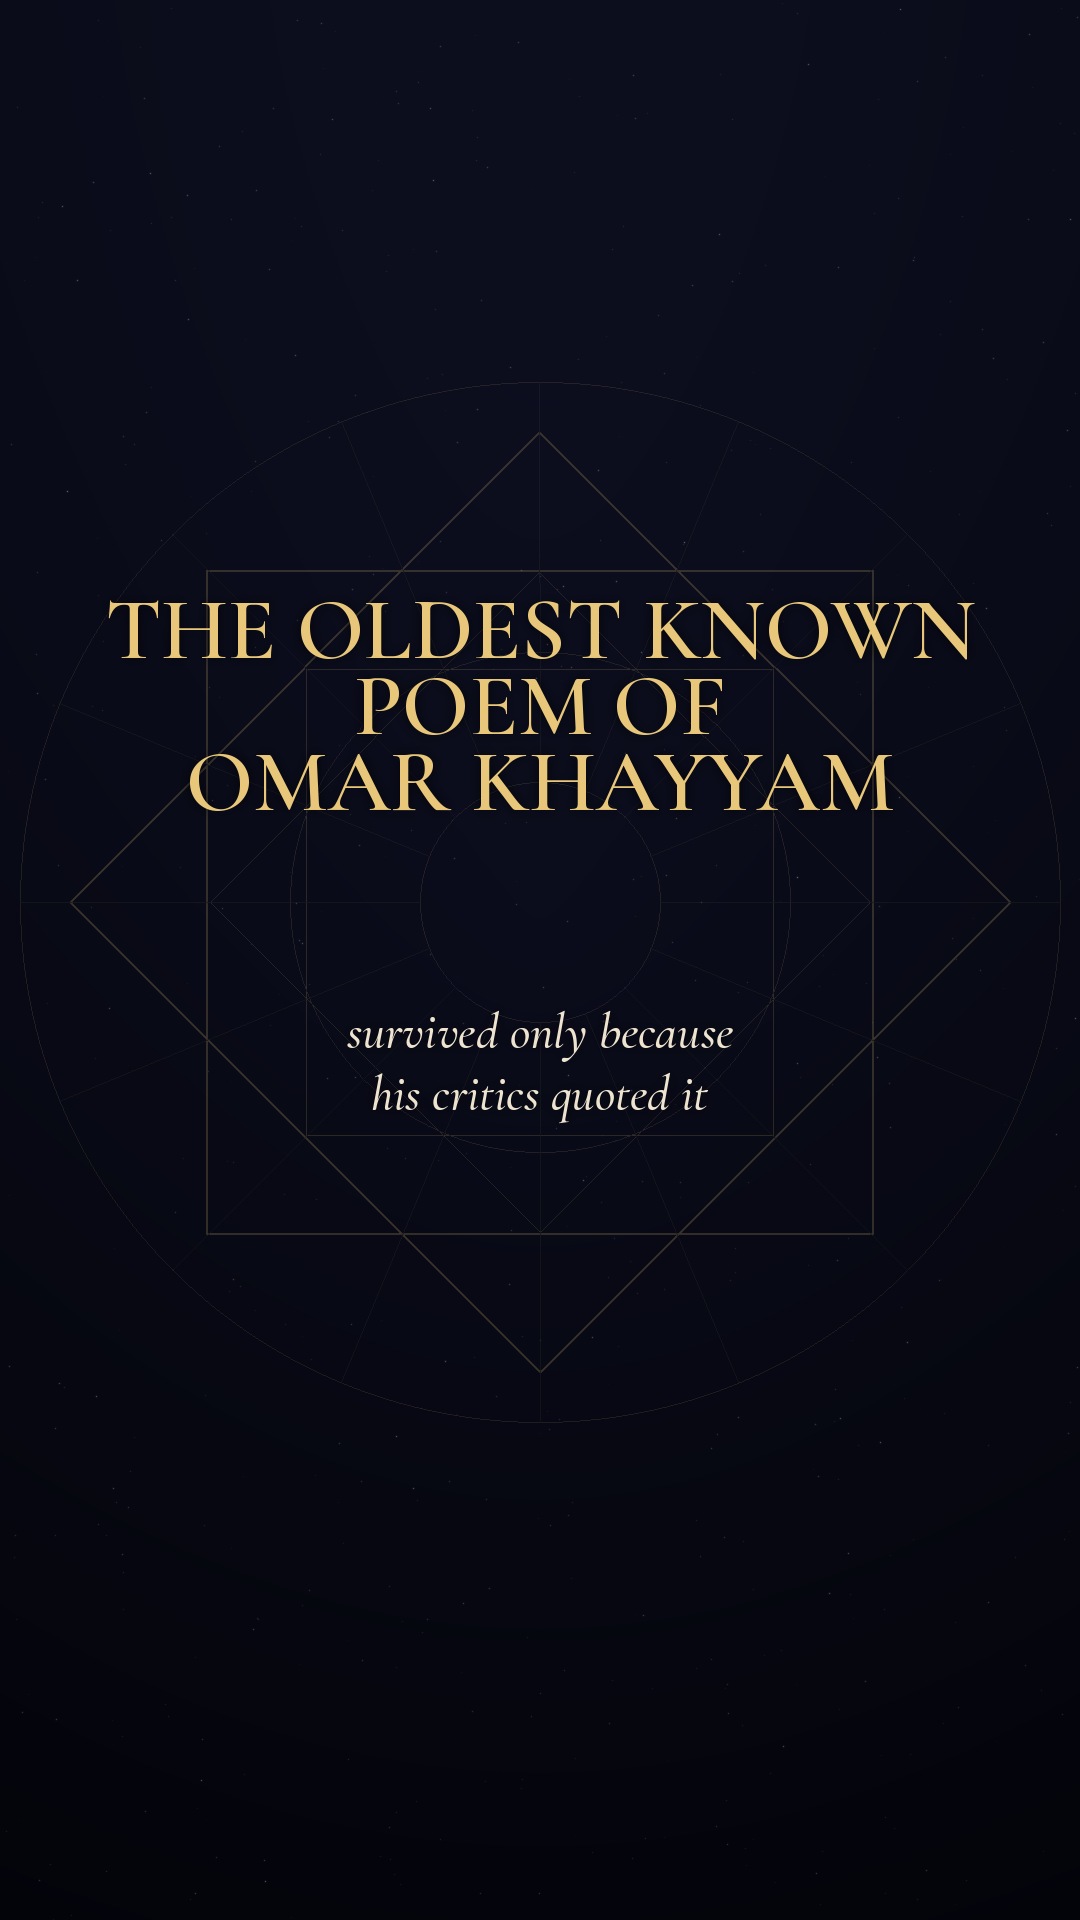 THE OLDEST KNOWN
POEM OF
OMAR KHAYYAM
survived only because
his critics quoted it